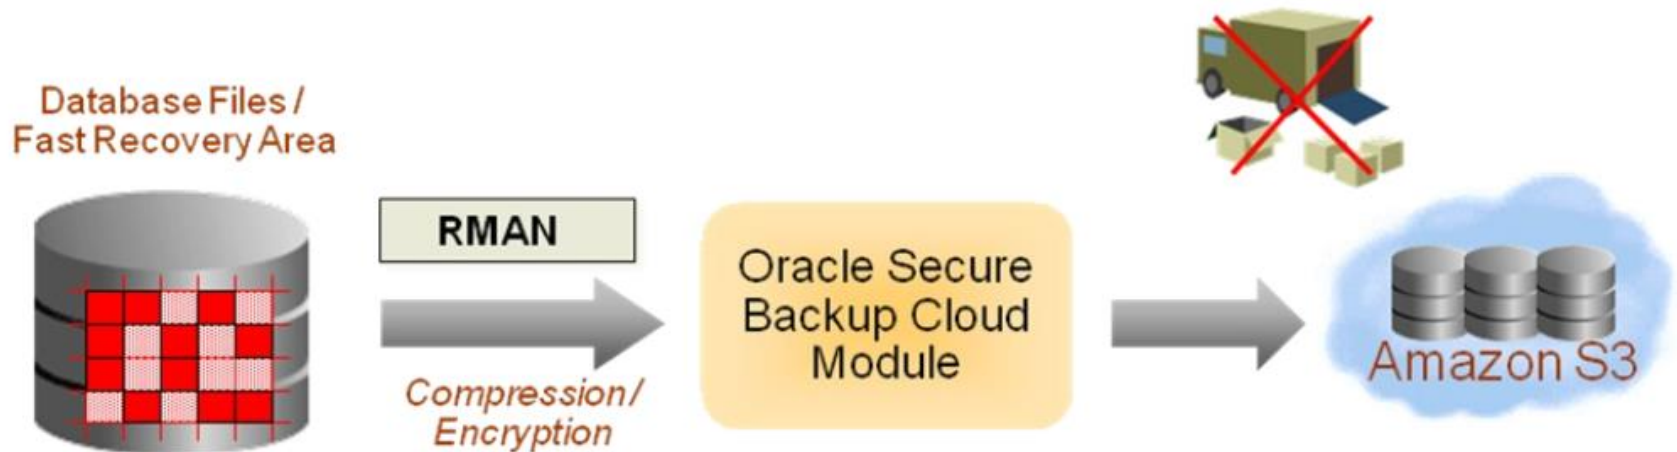 Database Files /
Fast Recovery Area
RMAN
Compression /
Encryption
Oracle Secure
Backup Cloud
Module
Amazon S3